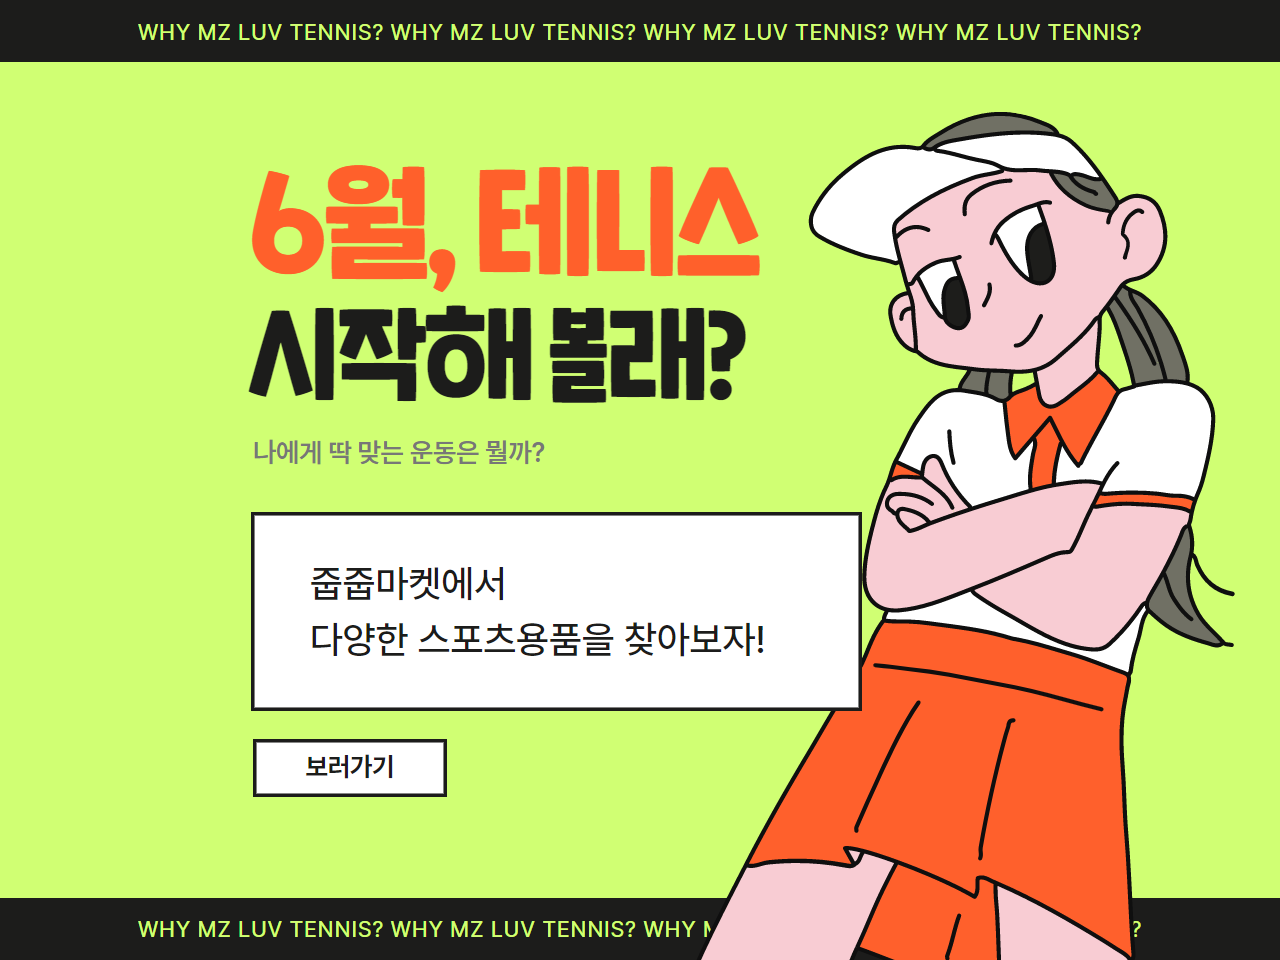 WHY MZ LUV TENNIS? WHY MZ LUV TENNIS? WHY MZ LUV TENNIS? WHY MZ LUV TENNIS?
6월, 테니스
시작해 볼래?
나에게 딱 맞는 운동은 뭘까?
줍줍마켓에서
다양한 스포츠용품을 찾아보자!
보러가기
WHY MZ LUV TENNIS? WHY MZ LUV TENNIS? WHY ?